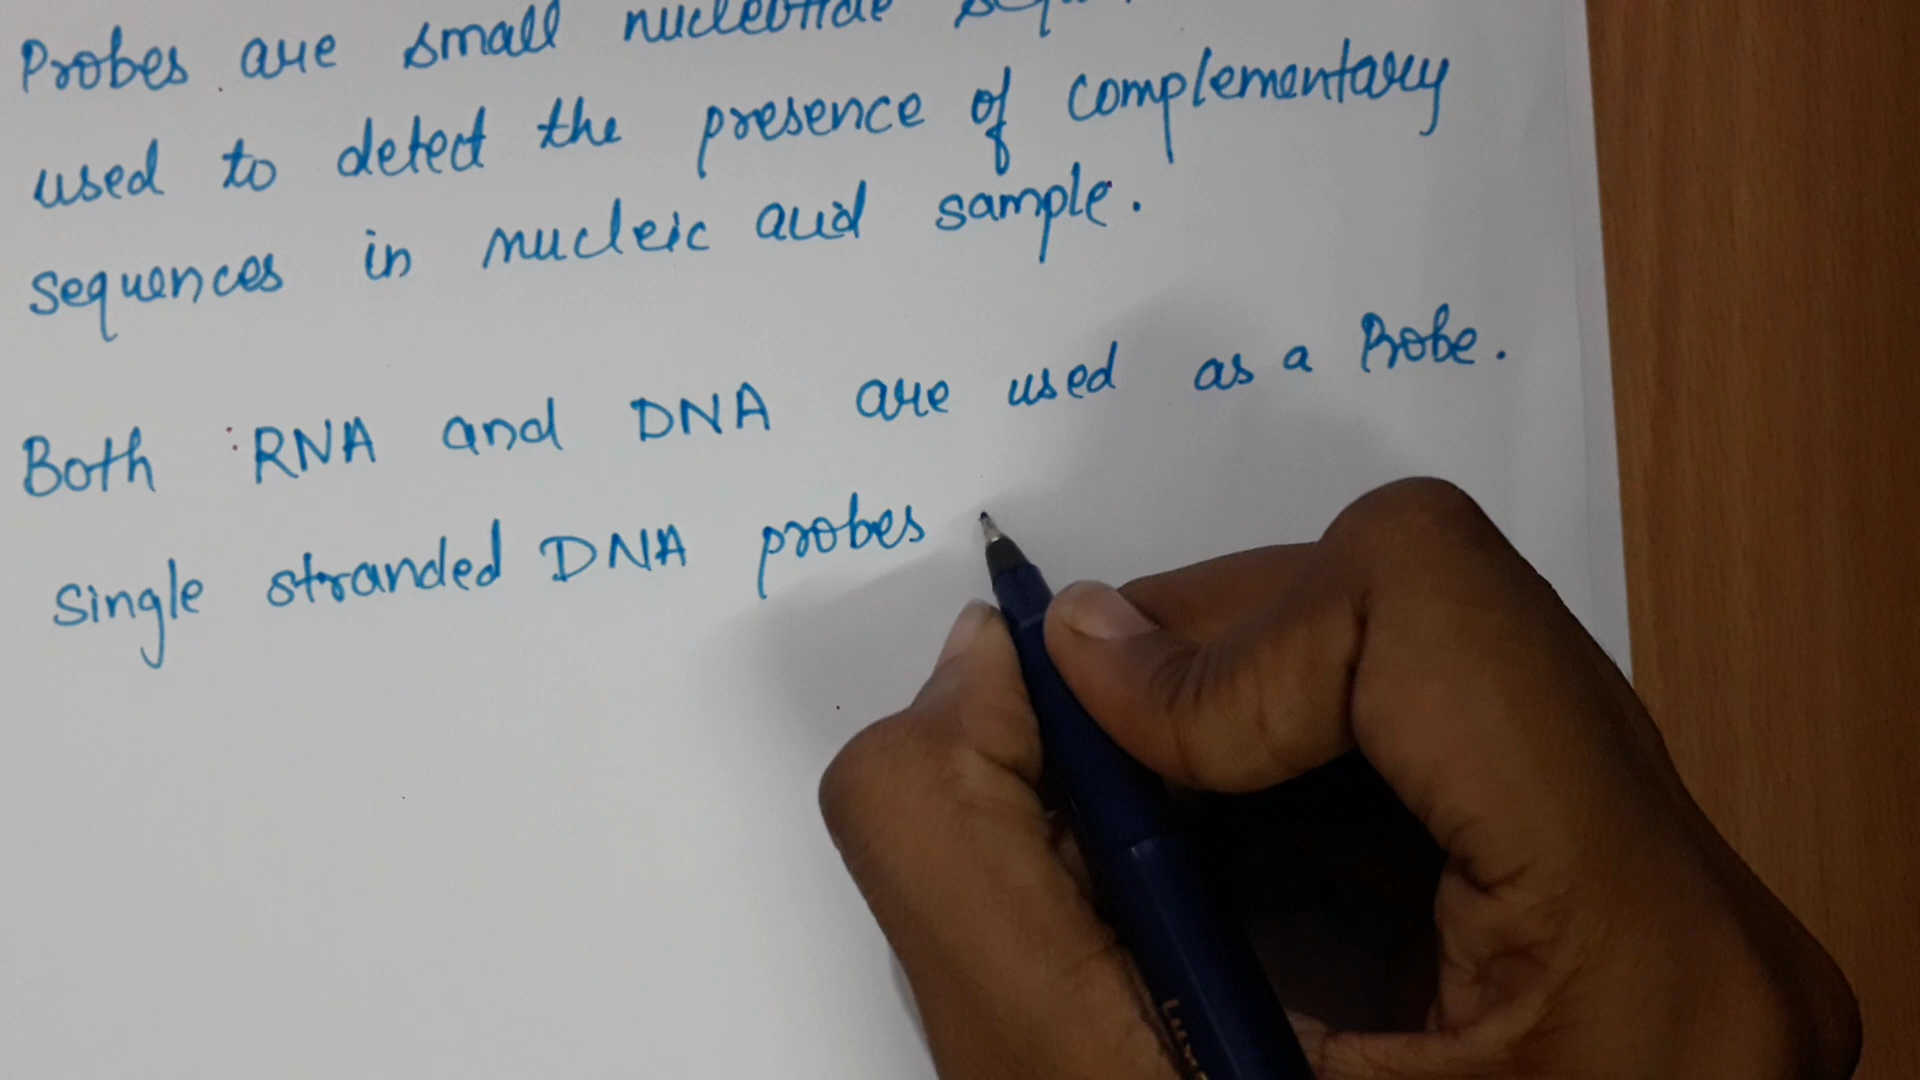 Probes are small nucleotide
used to detect the presence of complementary
sequences in nucleic acid sample.
Both RNA and DNA are used as a Probe.
Single stranded DNA probes